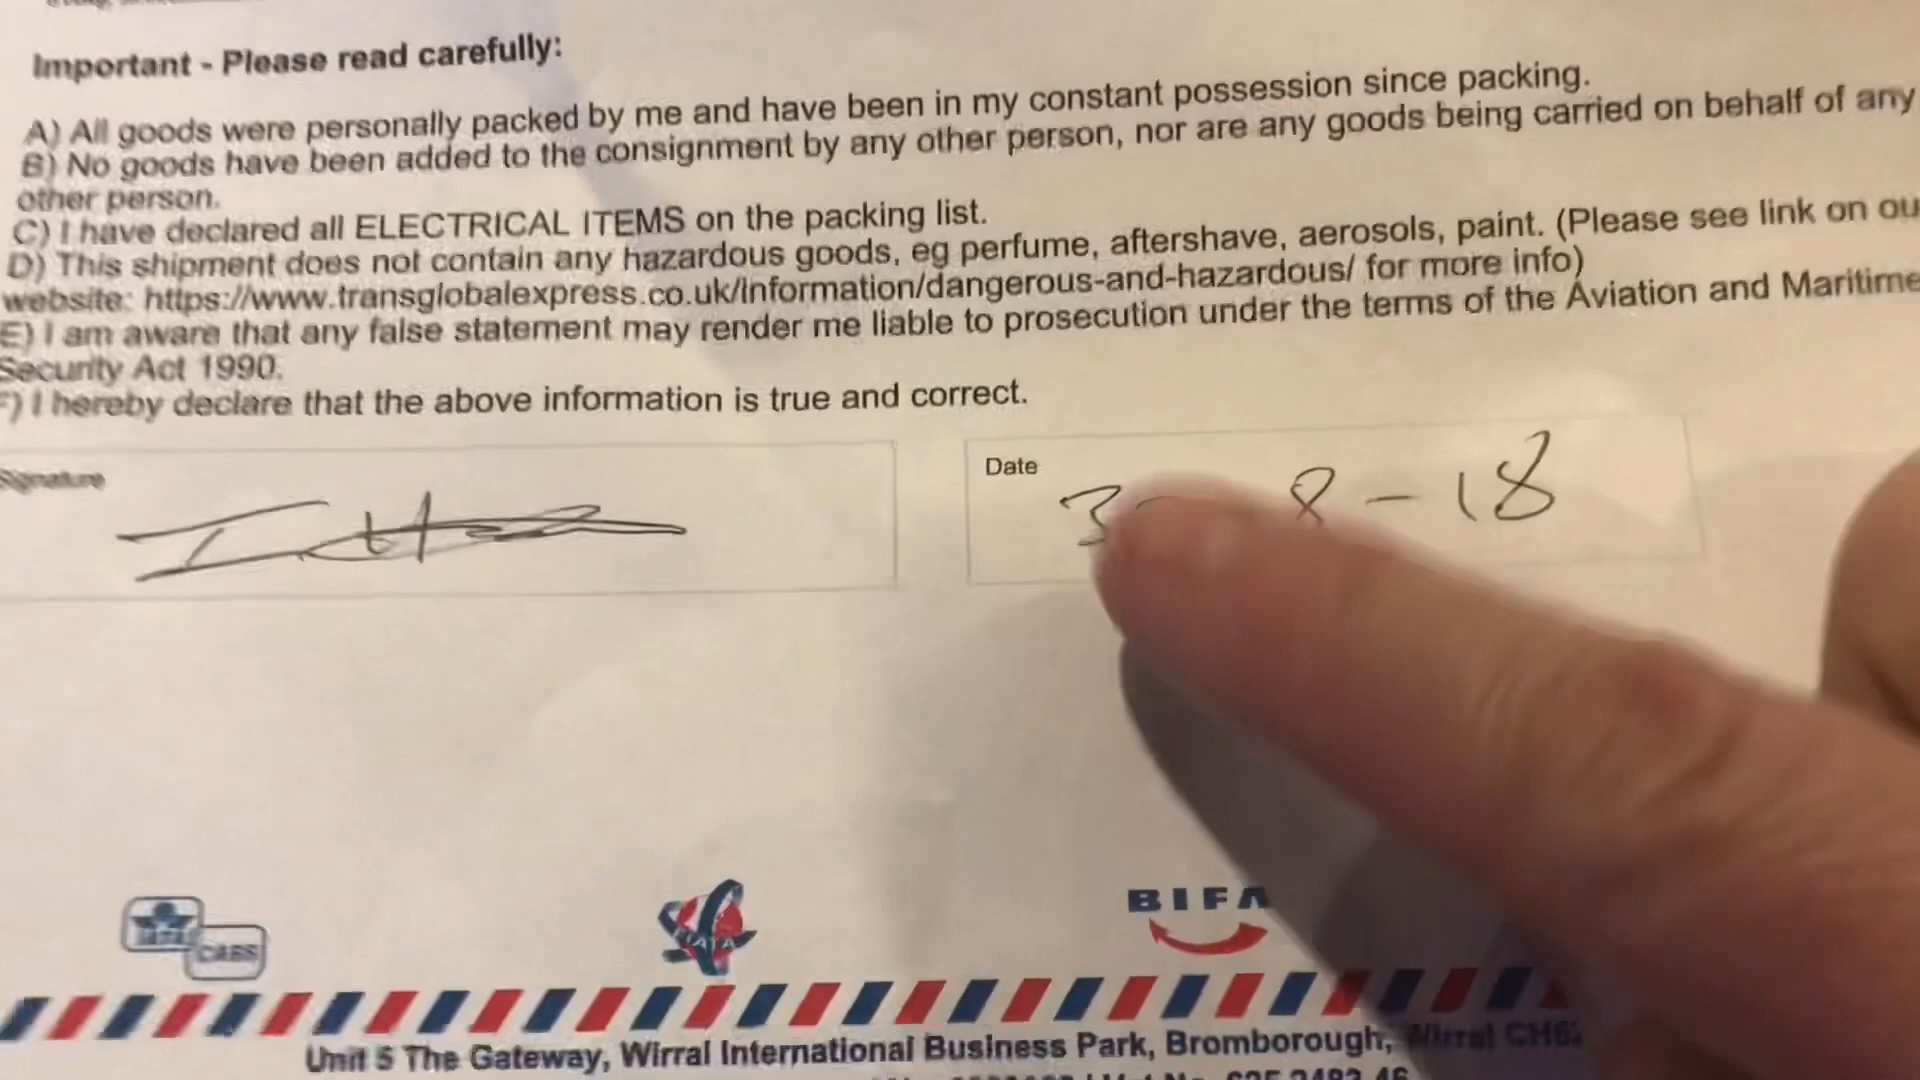 Important - Please read carefully:
A) All goods were personally packed by me and have been in my constant possession since packing.
B) No goods have been added to the consignment by any other person, nor are any goods being carried on behalf of any
other person.
C) I have declared all ELECTRICAL ITEMS on the packing list.
D) This shipment does not contain any hazardous goods, eg perfume, aftershave, aerosols, paint. (Please see link on ou
website: https://www.transglobalexpress.co.uk/information/dangerous-and-hazardous/ for more info)
E) I am aware that any false statement may render me liable to prosecution under the terms of the Aviation and Maritime
Security Act 1990.
F) I hereby declare that the above information is true and correct.
Signature
Date
3 8 - 18
IATA
CASS
FIATA
BIFA
Unit 5 The Gateway, Wirral International Business Park, Bromborough, Wirral CH62